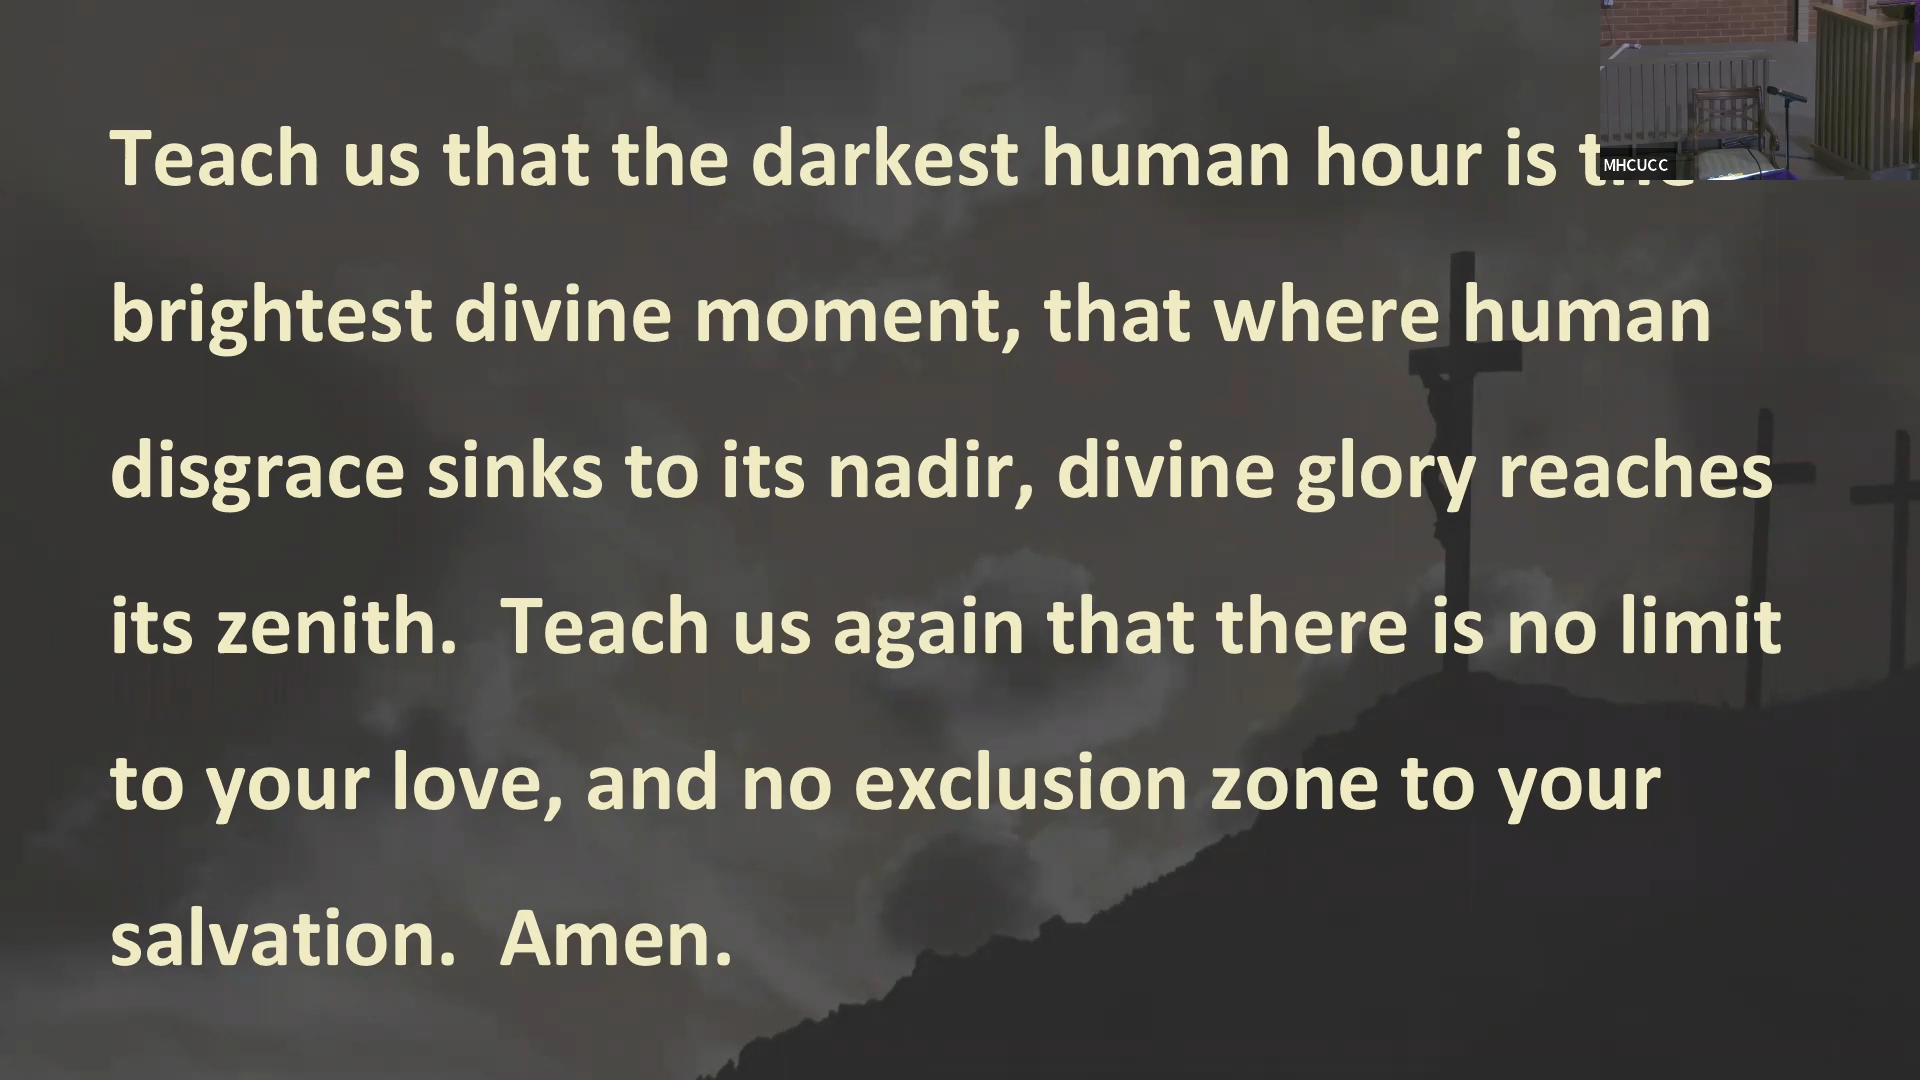 Teach us that the darkest human hour is the
brightest divine moment, that where human
disgrace sinks to its nadir, divine glory reaches
its zenith.  Teach us again that there is no limit
to your love, and no exclusion zone to your
salvation.  Amen.
MHCUCC